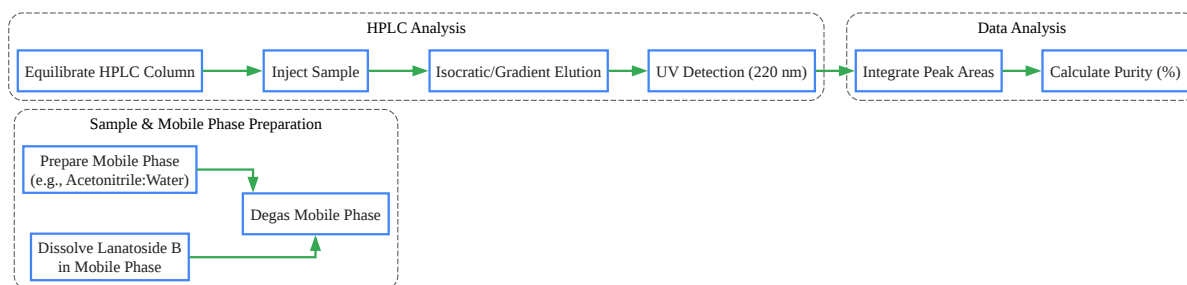 HPLC Analysis
Data Analysis
Equilibrate HPLC Column
Inject Sample
Isocratic/Gradient Elution
UV Detection (220 nm)
Integrate Peak Areas
Calculate Purity (%)
Sample & Mobile Phase Preparation
Prepare Mobile Phase
(e.g., Acetonitrile:Water)
Degas Mobile Phase
Dissolve Lanatoside B
in Mobile Phase